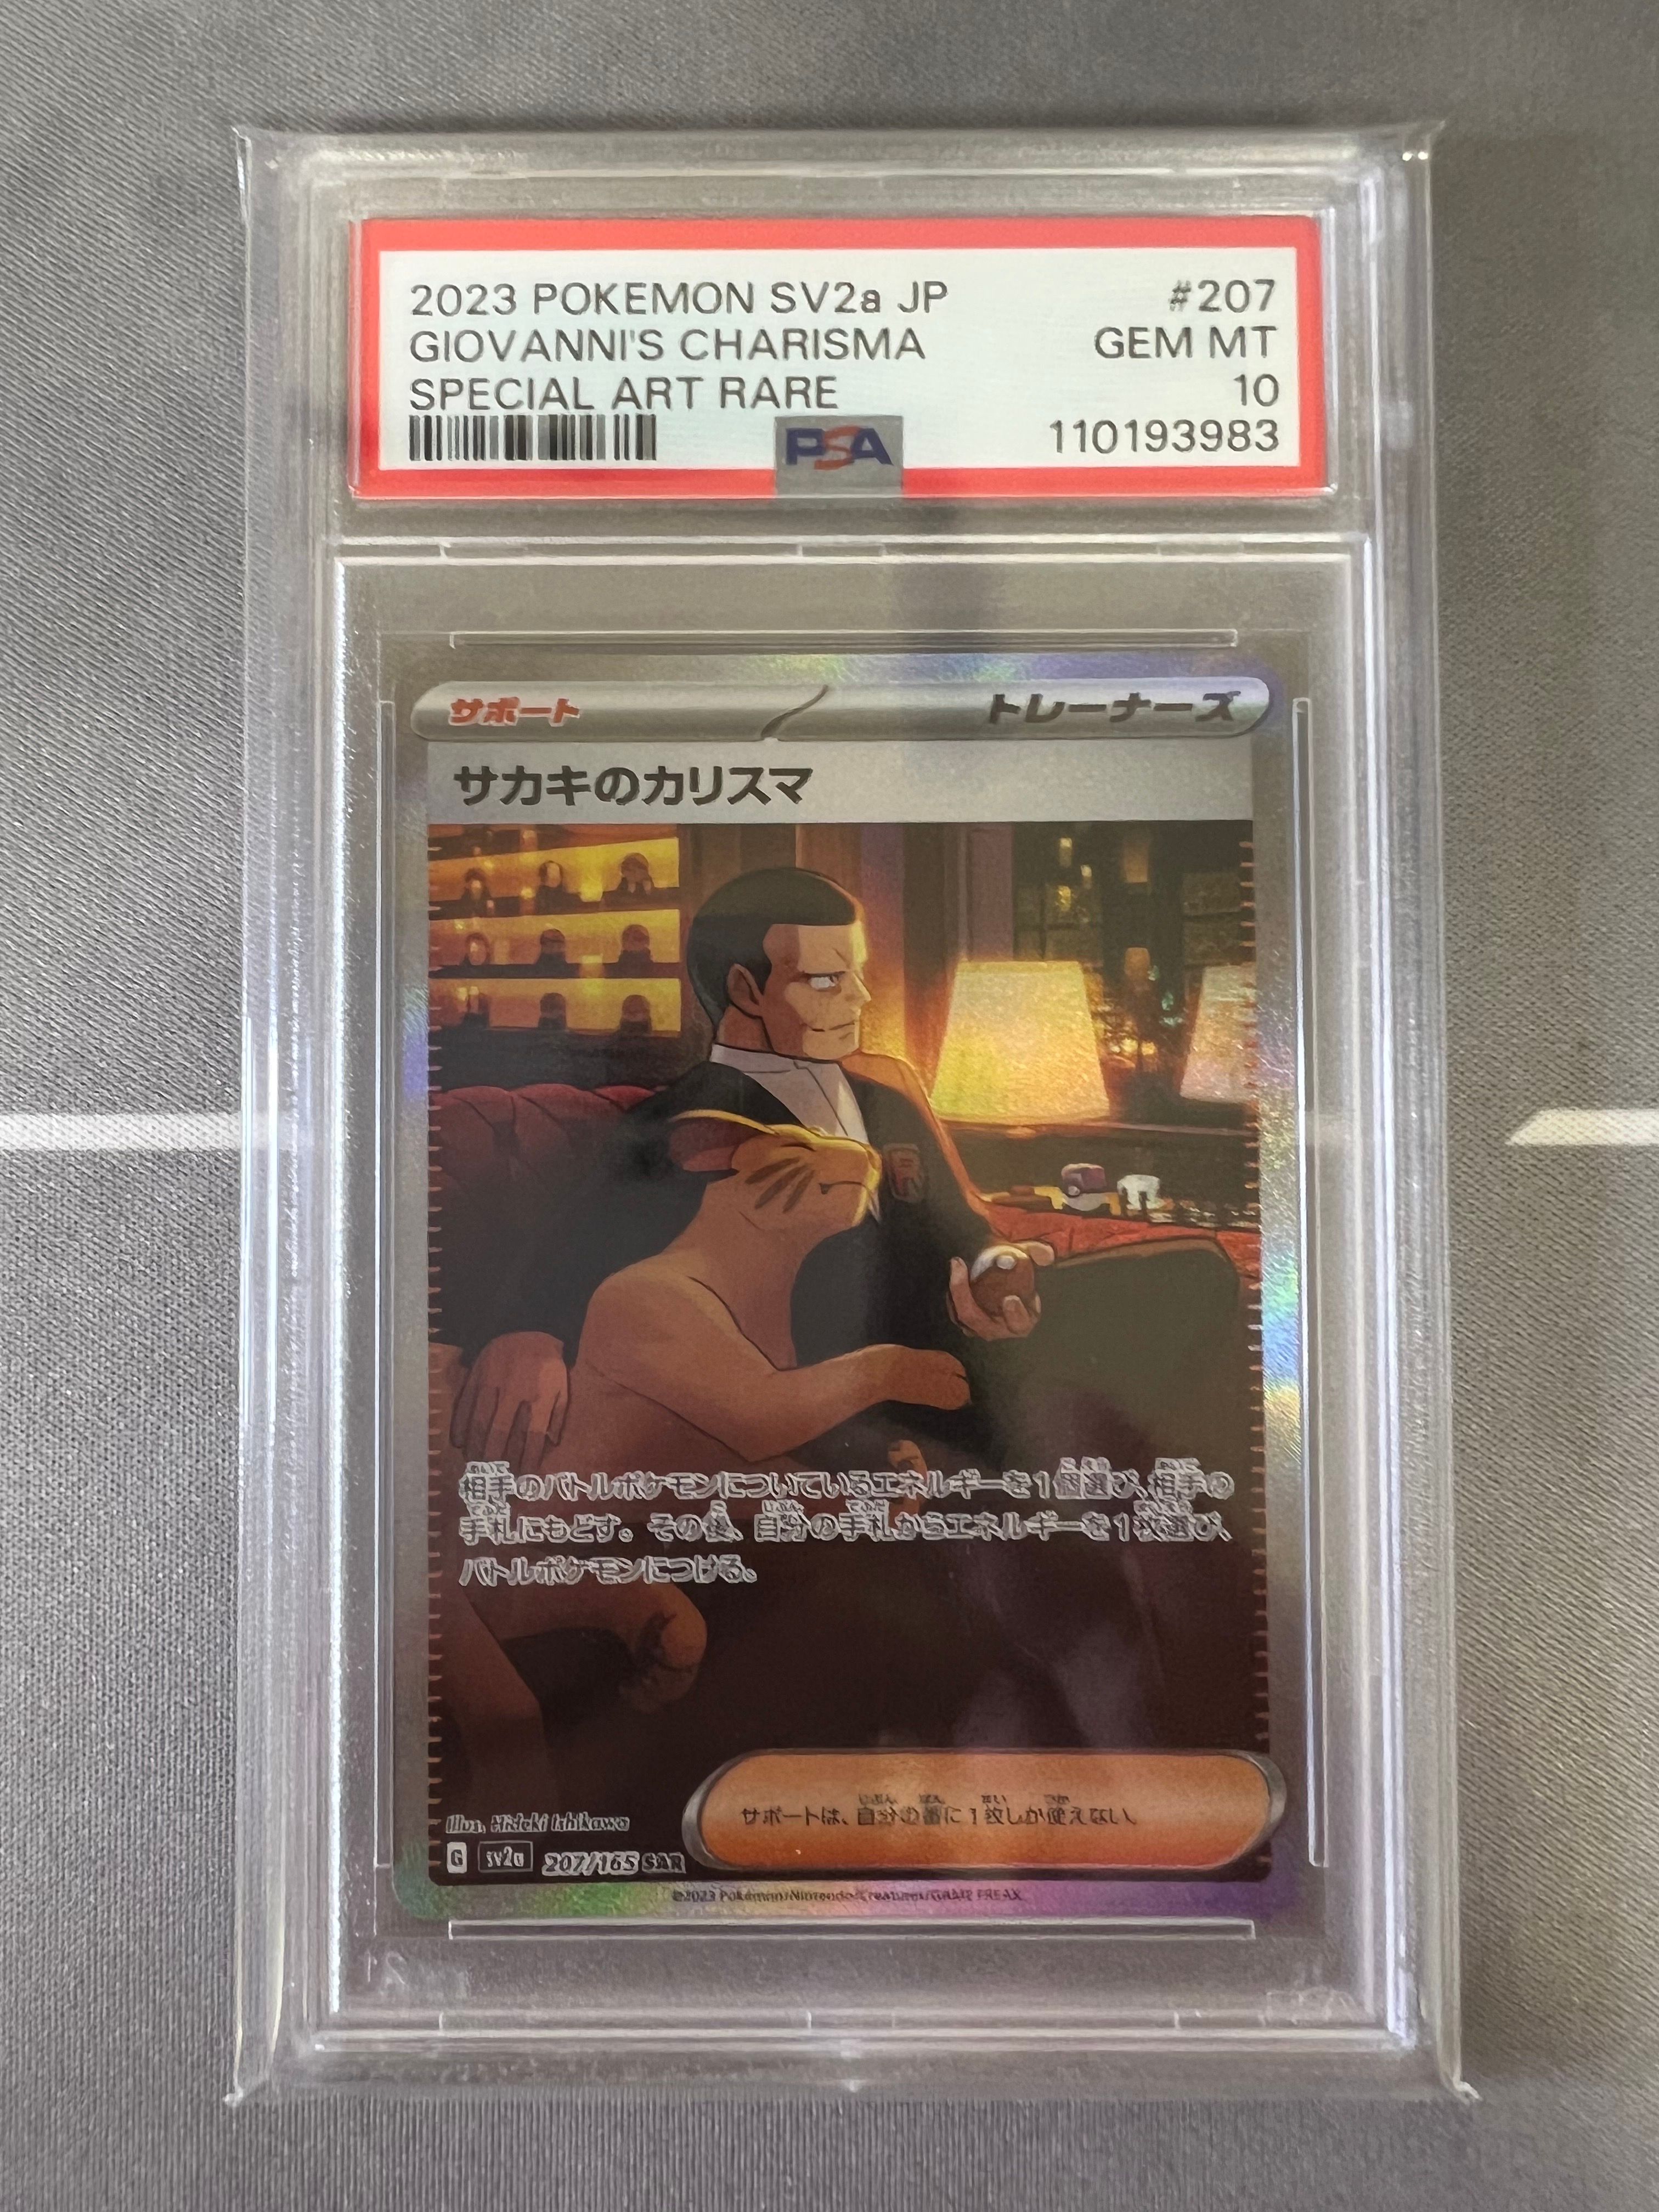 2023 POKEMON SV2a JP #207
GIOVANNI'S CHARISMA GEM MT
SPECIAL ART RARE 10
PSA 110193983
サポート トレーナーズ
サカキのカリスマ
R
相手のバトルポケモンについているエネルギーを1個選び、相手の
手札にもどす。その後、自分の手札からエネルギーを1枚選び、
バトルポケモンにつける。
サポートは、自分の番に1枚しか使えない。
Illus. Hideki Ishikawa
G sv2a 207/165 SAR
©2023 Pokémon/Nintendo/Creatures/GAME FREAK